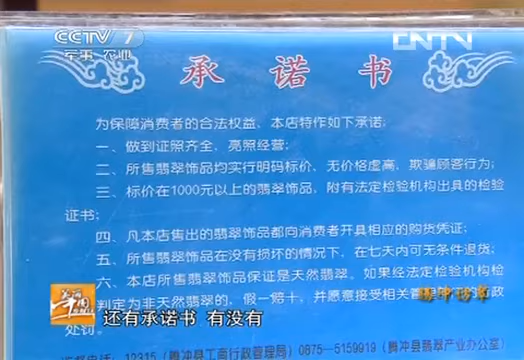 CCTV 7
军事·农业
CNTV
承诺书
为保障消费者的合法权益，本店特作如下承诺：
一、做到证照齐全，亮照经营；
二、所售翡翠饰品均实行明码标价，无价格虚高，欺骗顾客行为；
三、标价在1000元以上的翡翠饰品，附有法定检验机构出具的检验
证书；
四、凡本店售出的翡翠饰品都向消费者开具相应的购货凭证；
五、所售翡翠饰品在没有损坏的情况下，在七天内可无条件退货；
六、本店所售翡翠饰品保证是天然翡翠。如果经法定检验机构检
判定为非天然翡翠的，假一赔十，并愿意接受相关管
政
处罚。
还有承诺书 有没有
12315（腾冲县工商行政管理局）0875-5159919（腾冲县翡翠产业办公室）